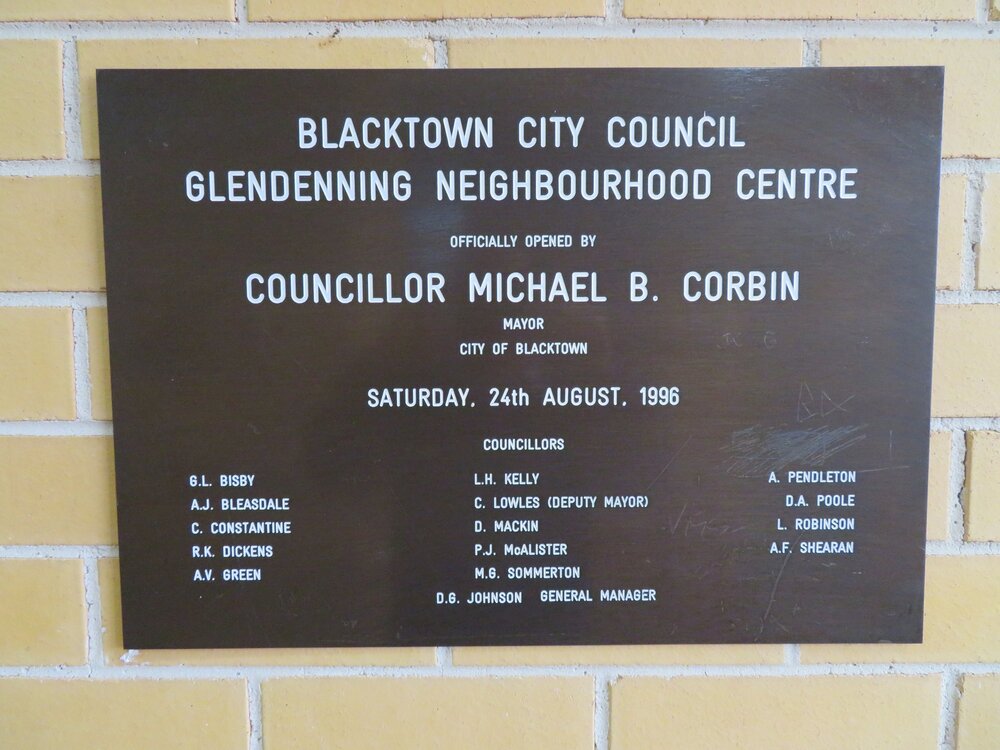 BLACKTOWN CITY COUNCIL
GLENDENNING NEIGHBOURHOOD CENTRE
OFFICIALLY OPENED BY
COUNCILLOR MICHAEL B. CORBIN
MAYOR
CITY OF BLACKTOWN
SATURDAY, 24th AUGUST, 1996
COUNCILLORS
G.L. BISBY
A.J. BLEASDALE
C. CONSTANTINE
R.K. DICKENS
A.V. GREEN
L.H. KELLY
C. LOWLES (DEPUTY MAYOR)
D. MACKIN
P.J. McALISTER
M.G. SOMMERTON
A. PENDLETON
D.A. POOLE
L. ROBINSON
A.F. SHEARAN
D.G. JOHNSON GENERAL MANAGER